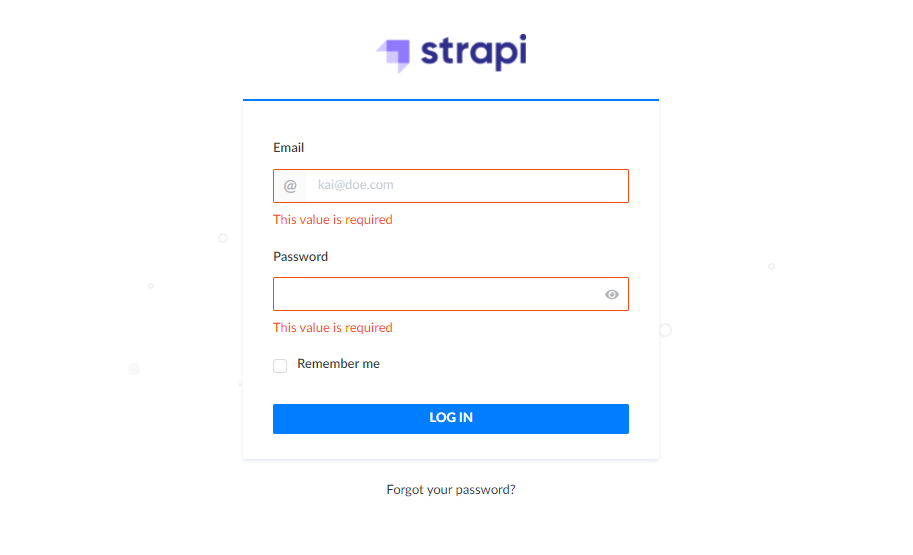 strapi
Email
@ kai@doe.com
This value is required
Password
This value is required
Remember me
LOG IN
Forgot your password?